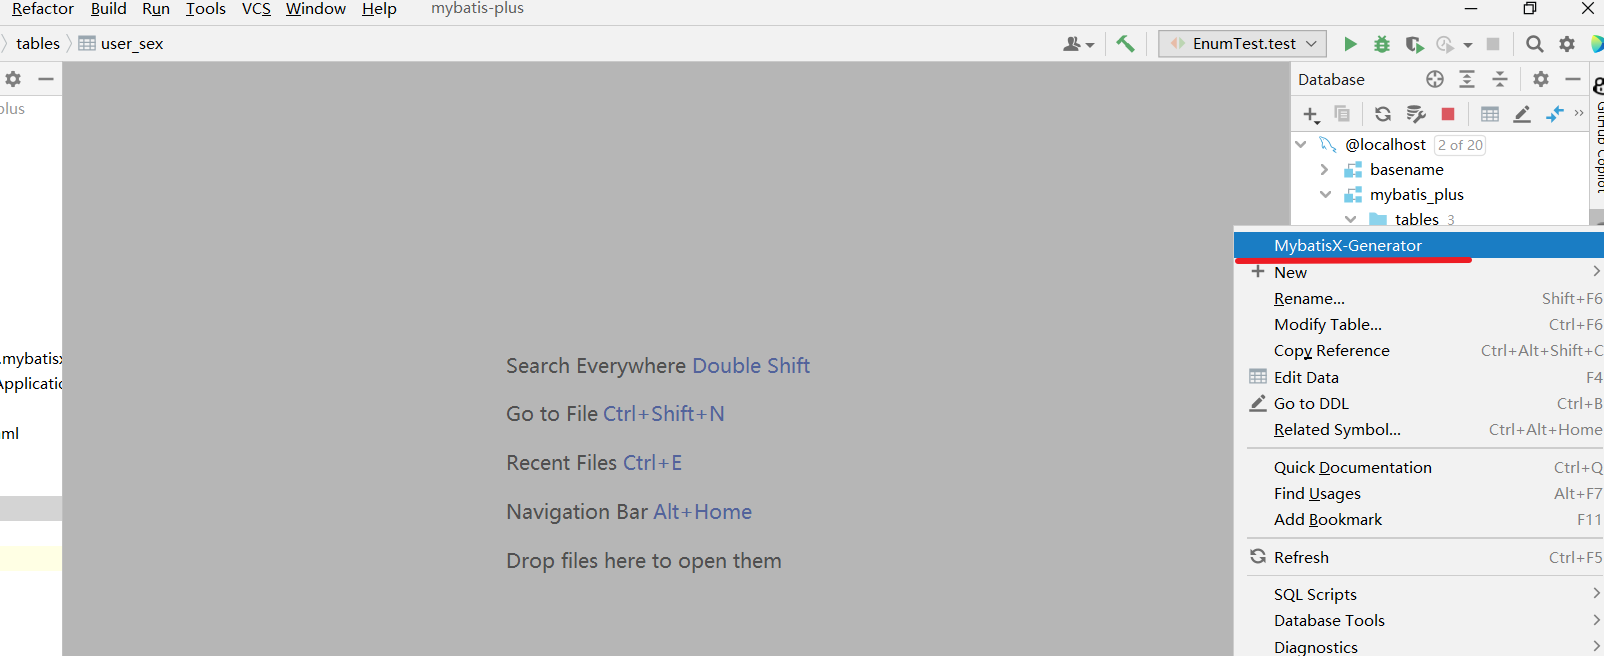 Refactor Build Run Tools VCS Window Help mybatis-plus
tables user_sex
EnumTest.test
plus
.mybatis
Applicatio
ml
Search Everywhere Double Shift
Go to File Ctrl+Shift+N
Recent Files Ctrl+E
Navigation Bar Alt+Home
Drop files here to open them
Database
@localhost 2 of 20
basename
mybatis_plus
tables 3
GitHub Copilot
MybatisX-Generator
New
Rename... Shift+F6
Modify Table... Ctrl+F6
Copy Reference Ctrl+Alt+Shift+C
Edit Data F4
Go to DDL Ctrl+B
Related Symbol... Ctrl+Alt+Home
Quick Documentation Ctrl+Q
Find Usages Alt+F7
Add Bookmark F11
Refresh Ctrl+F5
SQL Scripts
Database Tools
Diagnostics